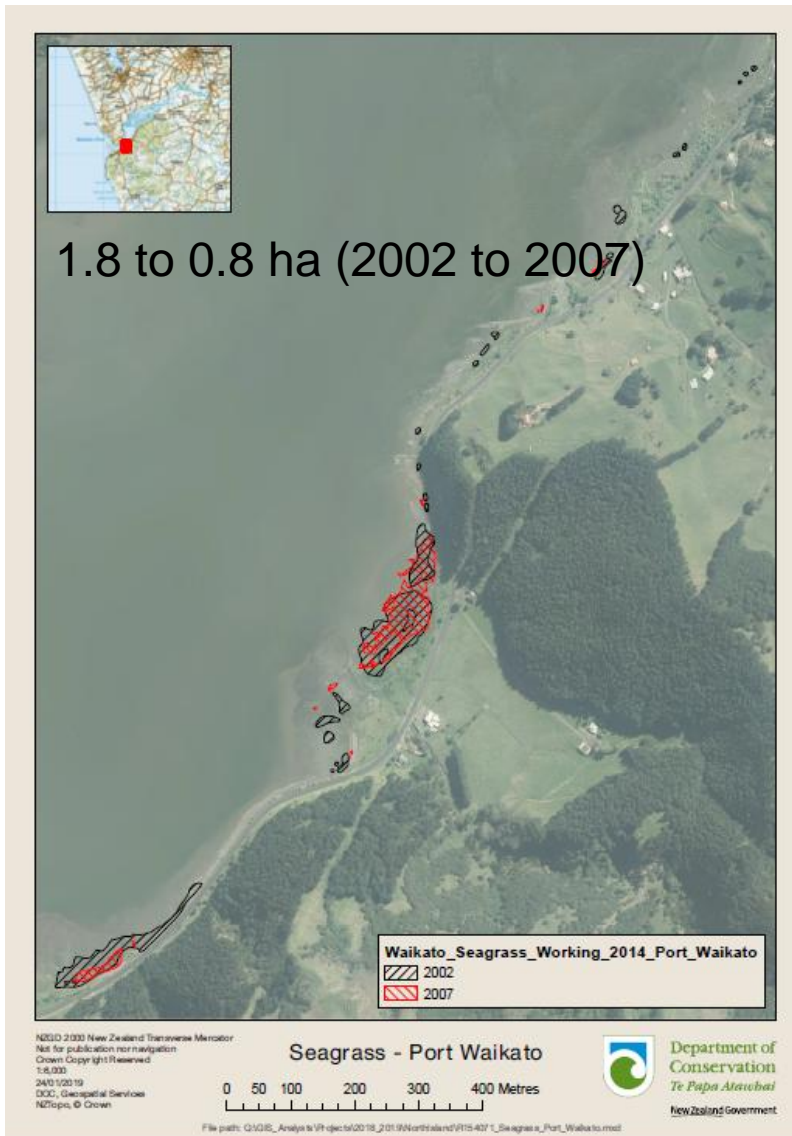 1.8 to 0.8 ha (2002 to 2007)
Waikato_Seagrass_Working_2014_Port_Waikato
2002
2007
NZGD 2000 New Zealand Transverse Mercator
Not for publication nor navigation
Crown Copyright Reserved
1:6,000
24/01/2019
DOC, Geospatial Services
NZTopo, © Crown
Seagrass - Port Waikato
0 50 100 200 300 400 Metres
Department of
Conservation
Te Papa Atawhai
New Zealand Government